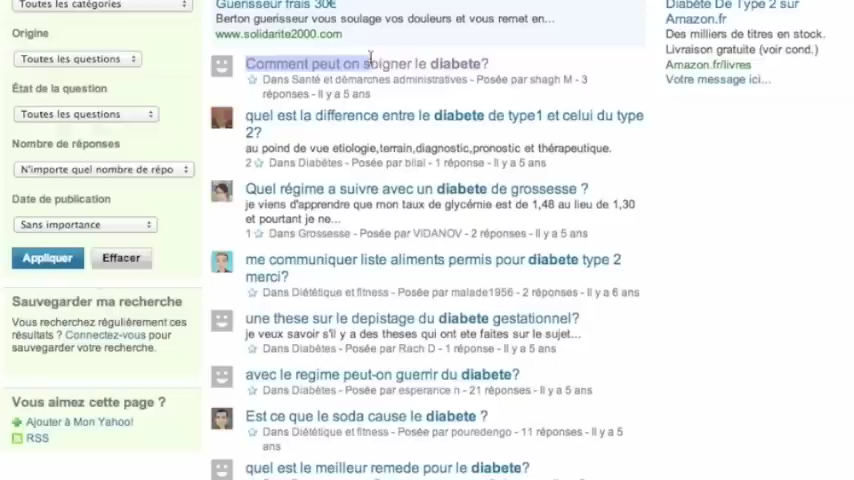 Toutes les catégories
Origine
Toutes les questions
État de la question
Toutes les questions
Nombre de réponses
N'importe quel nombre de répo
Date de publication
Sans importance
Appliquer
Effacer
Sauvegarder ma recherche
Vous recherchez régulièrement ces
résultats ? Connectez-vous pour
sauvegarder votre recherche.
Vous aimez cette page ?
Ajouter à Mon Yahoo!
RSS
Guérisseur frais 30€
Berton guerisseur vous soulage vos douleurs et vous remet en...
www.solidarite2000.com
Comment peut on soigner le diabete?
Dans Santé et démarches administratives - Posée par shagh M - 3
réponses - Il y a 5 ans
quel est la difference entre le diabete de type1 et celui du type
2?
au poind de vue etiologie,terrain,diagnostic,pronostic et thérapeutique.
2 Dans Diabètes - Posée par bilal - 1 réponse - Il y a 5 ans
Quel régime a suivre avec un diabete de grossesse ?
je viens d'apprendre que mon taux de glycémie est de 1,48 au lieu de 1,30
et pourtant je ne...
1 Dans Grossesse - Posée par VIDANOV - 2 réponses - Il y a 5 ans
me communiquer liste aliments permis pour diabete type 2
merci?
Dans Diététique et fitness - Posée par malade1956 - 2 réponses - Il y a 6 ans
une these sur le depistage du diabete gestationnel?
je veux savoir s'il y a des theses qui ont ete faites sur le sujet...
Dans Diabètes - Posée par Rach D - 1 réponse - Il y a 5 ans
avec le regime peut-on guerrir du diabete?
Dans Diabètes - Posée par esperance n - 21 réponses - Il y a 5 ans
Est ce que le soda cause le diabete ?
Dans Diététique et fitness - Posée par pouredengo - 11 réponses - Il y a 5
ans
quel est le meilleur remede pour le diabete?
Diabète De Type 2 sur
Amazon.fr
Des milliers de titres en stock.
Livraison gratuite (voir cond.)
Amazon.fr/livres
Votre message ici...